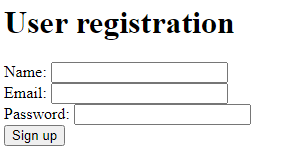 User registration
Name:
Email:
Password:
Sign up